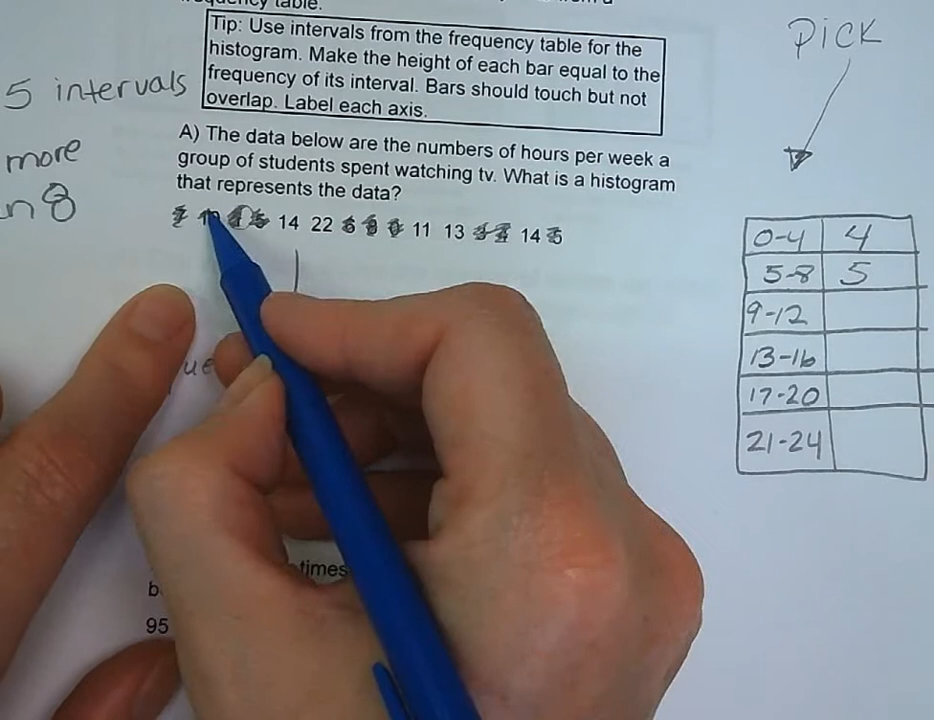 table.
Tip: Use intervals from the frequency table for the
histogram. Make the height of each bar equal to the
frequency of its interval. Bars should touch but not
overlap. Label each axis.
5 intervals
more
8
PICK
A) The data below are the numbers of hours per week a
group of students spent watching tv. What is a histogram
that represents the data?
14 22 11 13 14
0-4 4
5-8 5
9-12
13-16
17-20
21-24
times
95